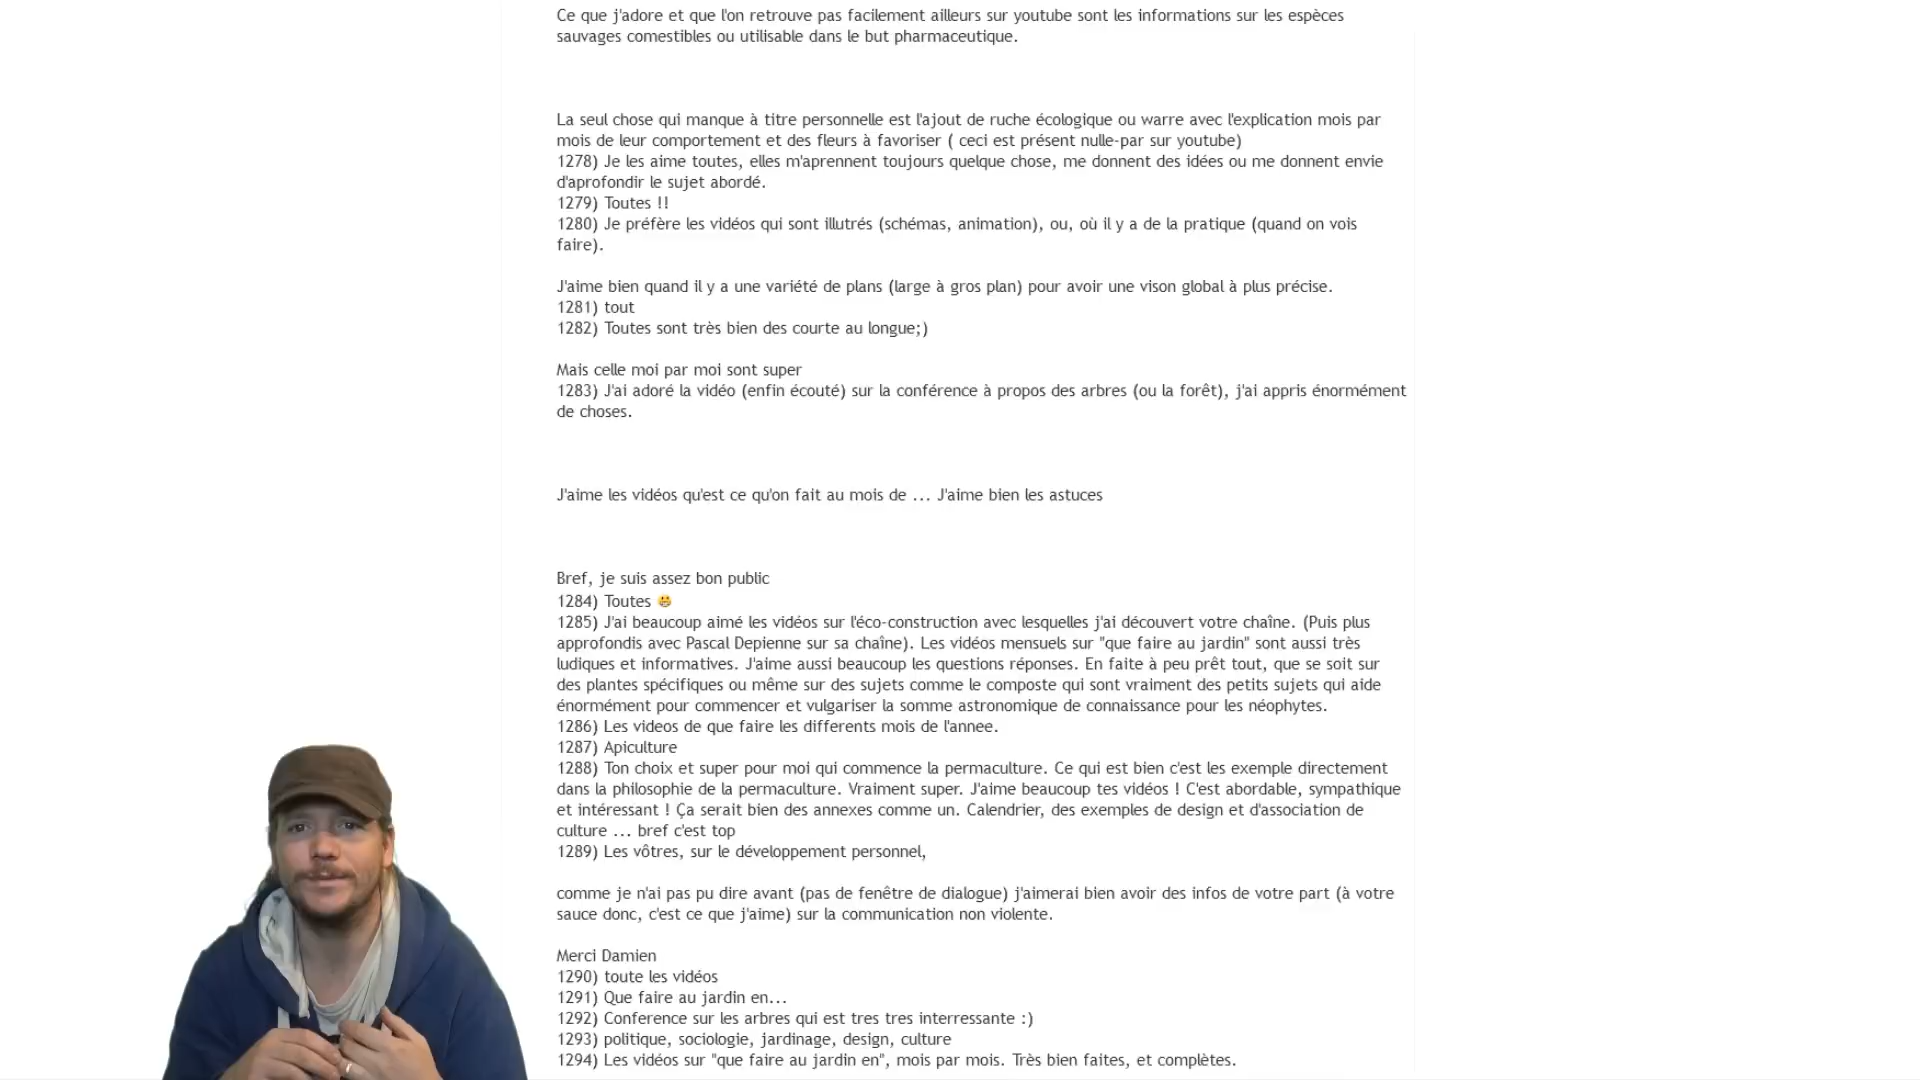 Ce que j'adore et que l'on retrouve pas facilement ailleurs sur youtube sont les informations sur les espèces
sauvages comestibles ou utilisable dans le but pharmaceutique.
La seul chose qui manque à titre personnelle est l'ajout de ruche écologique ou warre avec l'explication mois par
mois de leur comportement et des fleurs à favoriser ( ceci est présent nulle-par sur youtube)
1278) Je les aime toutes, elles m'aprennent toujours quelque chose, me donnent des idées ou me donnent envie
d'aprofondir le sujet abordé.
1279) Toutes !!
1280) Je préfère les vidéos qui sont illutrés (schémas, animation), ou, où il y a de la pratique (quand on vois
faire).
J'aime bien quand il y a une variété de plans (large à gros plan) pour avoir une vison global à plus précise.
1281) tout
1282) Toutes sont très bien des courte au longue;)
Mais celle moi par moi sont super
1283) J'ai adoré la vidéo (enfin écouté) sur la conférence à propos des arbres (ou la forêt), j'ai appris énormément
de choses.
J'aime les vidéos qu'est ce qu'on fait au mois de ... J'aime bien les astuces
Bref, je suis assez bon public
1284) Toutes 😀
1285) J'ai beaucoup aimé les vidéos sur l'éco-construction avec lesquelles j'ai découvert votre chaîne. (Puis plus
approfondis avec Pascal Depienne sur sa chaîne). Les vidéos mensuels sur "que faire au jardin" sont aussi très
ludiques et informatives. J'aime aussi beaucoup les questions réponses. En faite à peu prêt tout, que se soit sur
des plantes spécifiques ou même sur des sujets comme le composte qui sont vraiment des petits sujets qui aide
énormément pour commencer et vulgariser la somme astronomique de connaissance pour les néophytes.
1286) Les videos de que faire les differents mois de l'annee.
1287) Apiculture
1288) Ton choix et super pour moi qui commence la permaculture. Ce qui est bien c'est les exemple directement
dans la philosophie de la permaculture. Vraiment super. J'aime beaucoup tes vidéos ! C'est abordable, sympathique
et intéressant ! Ça serait bien des annexes comme un. Calendrier, des exemples de design et d'association de
culture ... bref c'est top
1289) Les vôtres, sur le développement personnel,
comme je n'ai pas pu dire avant (pas de fenêtre de dialogue) j'aimerai bien avoir des infos de votre part (à votre
sauce donc, c'est ce que j'aime) sur la communication non violente.
Merci Damien
1290) toute les vidéos
1291) Que faire au jardin en...
1292) Conference sur les arbres qui est tres tres interressante :)
1293) politique, sociologie, jardinage, design, culture
1294) Les vidéos sur "que faire au jardin en", mois par mois. Très bien faites, et complètes.